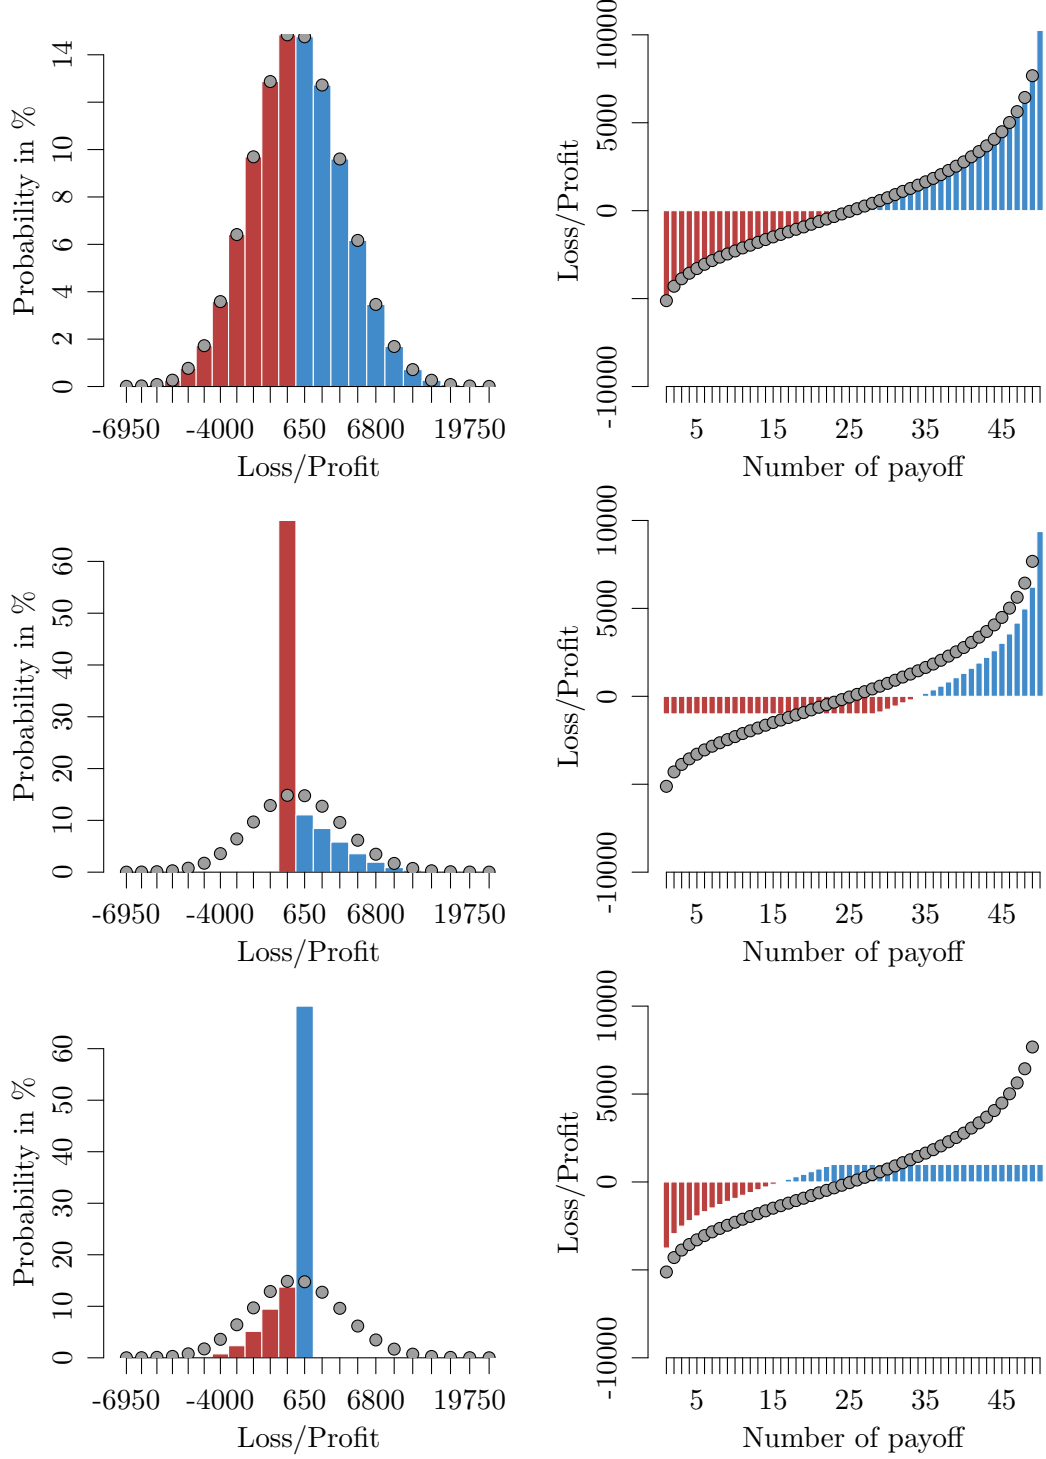 Probability in %
14
10
8
6
4
2
0
-6950 -4000 650 6800 19750
Loss/Profit
Loss/Profit
10000
5000
0
-10000
5 15 25 35 45
Number of payoff
Probability in %
60
50
40
30
20
10
0
-6950 -4000 650 6800 19750
Loss/Profit
Loss/Profit
10000
5000
0
-10000
5 15 25 35 45
Number of payoff
Probability in %
60
50
40
30
20
10
0
-6950 -4000 650 6800 19750
Loss/Profit
Loss/Profit
10000
5000
0
-10000
5 15 25 35 45
Number of payoff